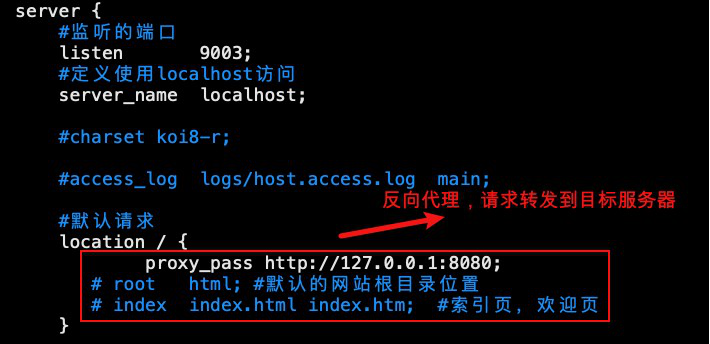 server {
#监听的端口
listen 9003;
#定义使用localhost访问
server_name localhost;
#charset koi8-r;
#access_log logs/host.access.log main;
反向代理，请求转发到目标服务器
#默认请求
location / {
proxy_pass http://127.0.0.1:8080;
# root html; #默认的网站根目录位置
# index index.html index.htm; #索引页，欢迎页
}